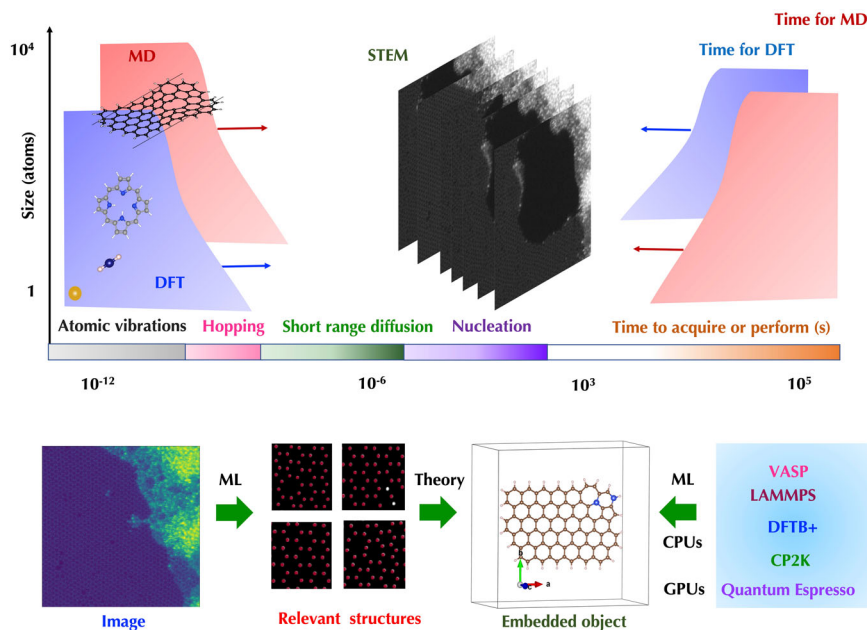 Time for MD
10⁴
MD
STEM
Time for DFT
Size (atoms)
DFT
1
Atomic vibrations
Hopping
Short range diffusion
Nucleation
Time to acquire or perform (s)
10⁻¹²
10⁻⁶
10³
10⁵
ML
Theory
ML
CPUs
GPUs
b
c
a
VASP
LAMMPS
DFTB+
CP2K
Quantum Espresso
Image
Relevant structures
Embedded object